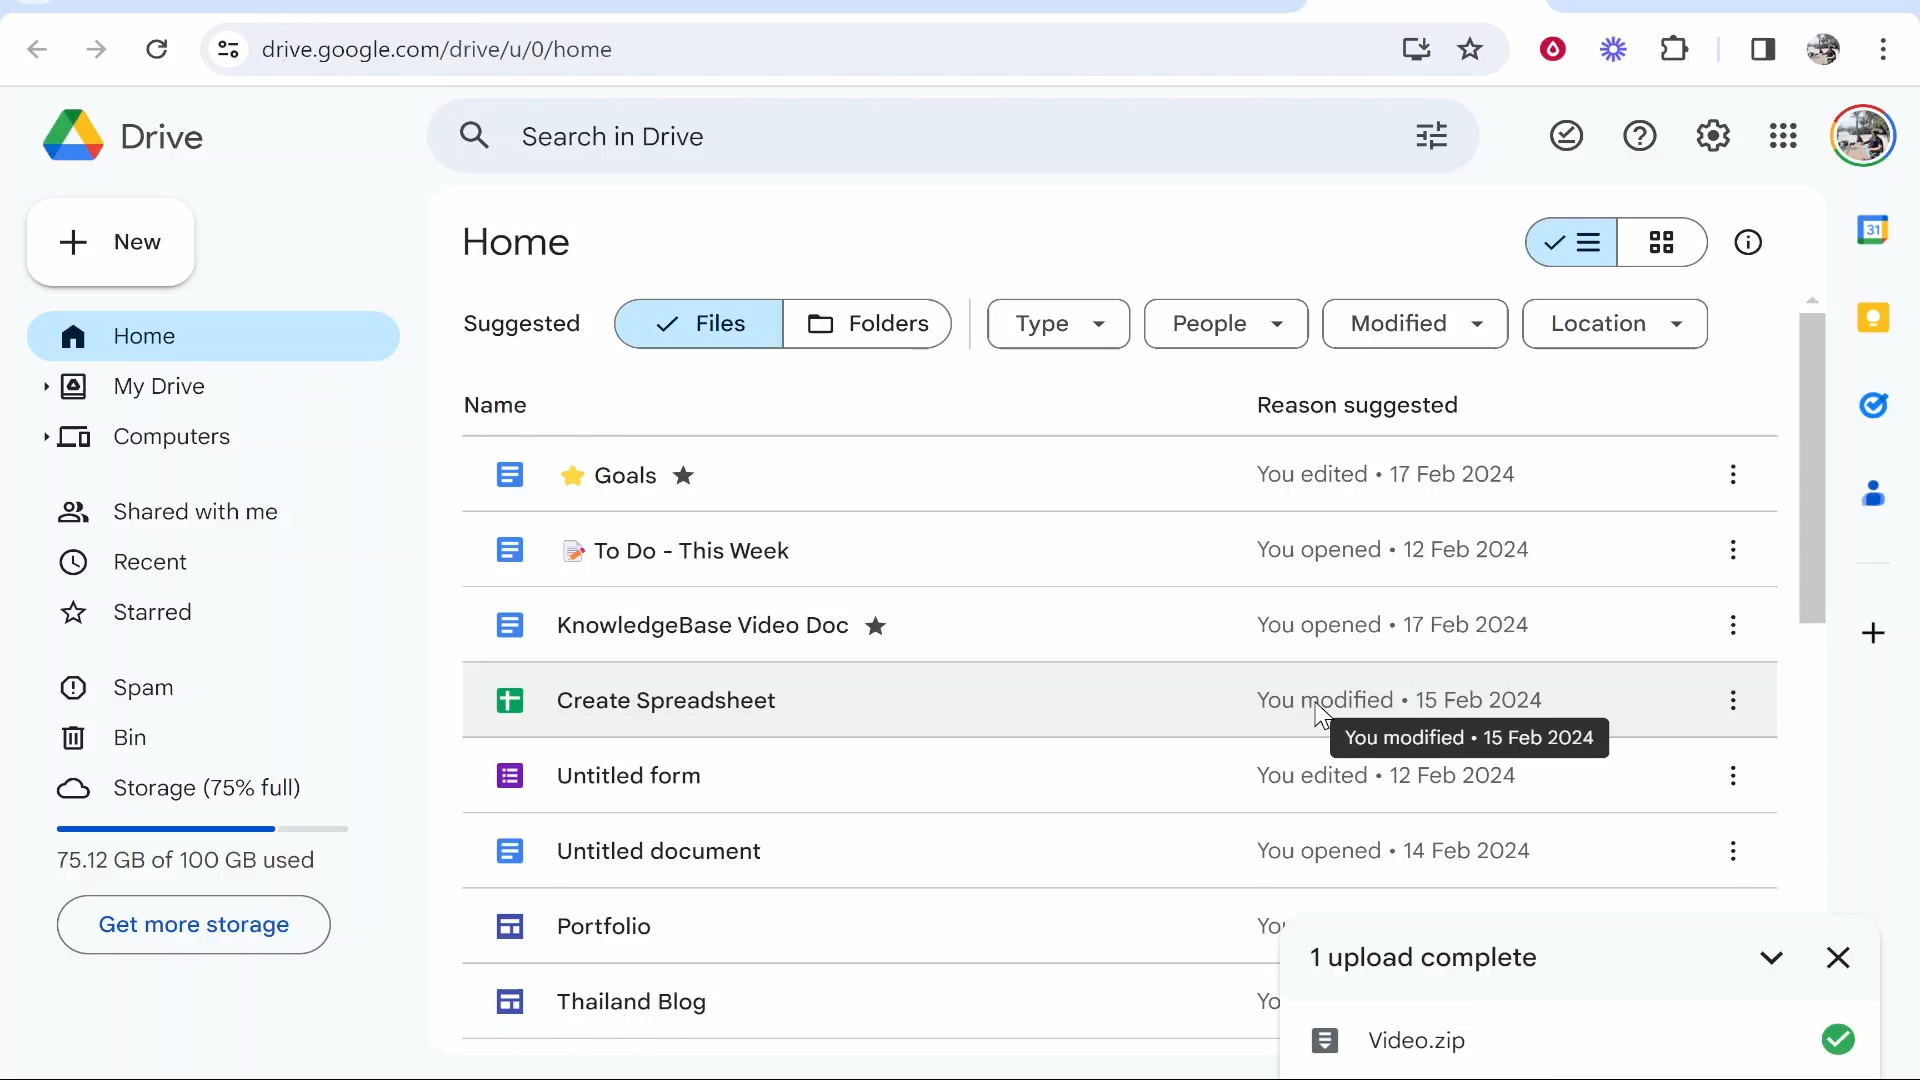 drive.google.com/drive/u/0/home
Drive
Search in Drive
New
Home
My Drive
Computers
Shared with me
Recent
Starred
Spam
Bin
Storage (75% full)
75.12 GB of 100 GB used
Get more storage
Home
Suggested Files Folders Type People Modified Location
Name Reason suggested
Goals You edited • 17 Feb 2024
To Do - This Week You opened • 12 Feb 2024
KnowledgeBase Video Doc You opened • 17 Feb 2024
Create Spreadsheet You modified • 15 Feb 2024
You modified • 15 Feb 2024
Untitled form You edited • 12 Feb 2024
Untitled document You opened • 14 Feb 2024
Portfolio
Thailand Blog
1 upload complete
Video.zip
31